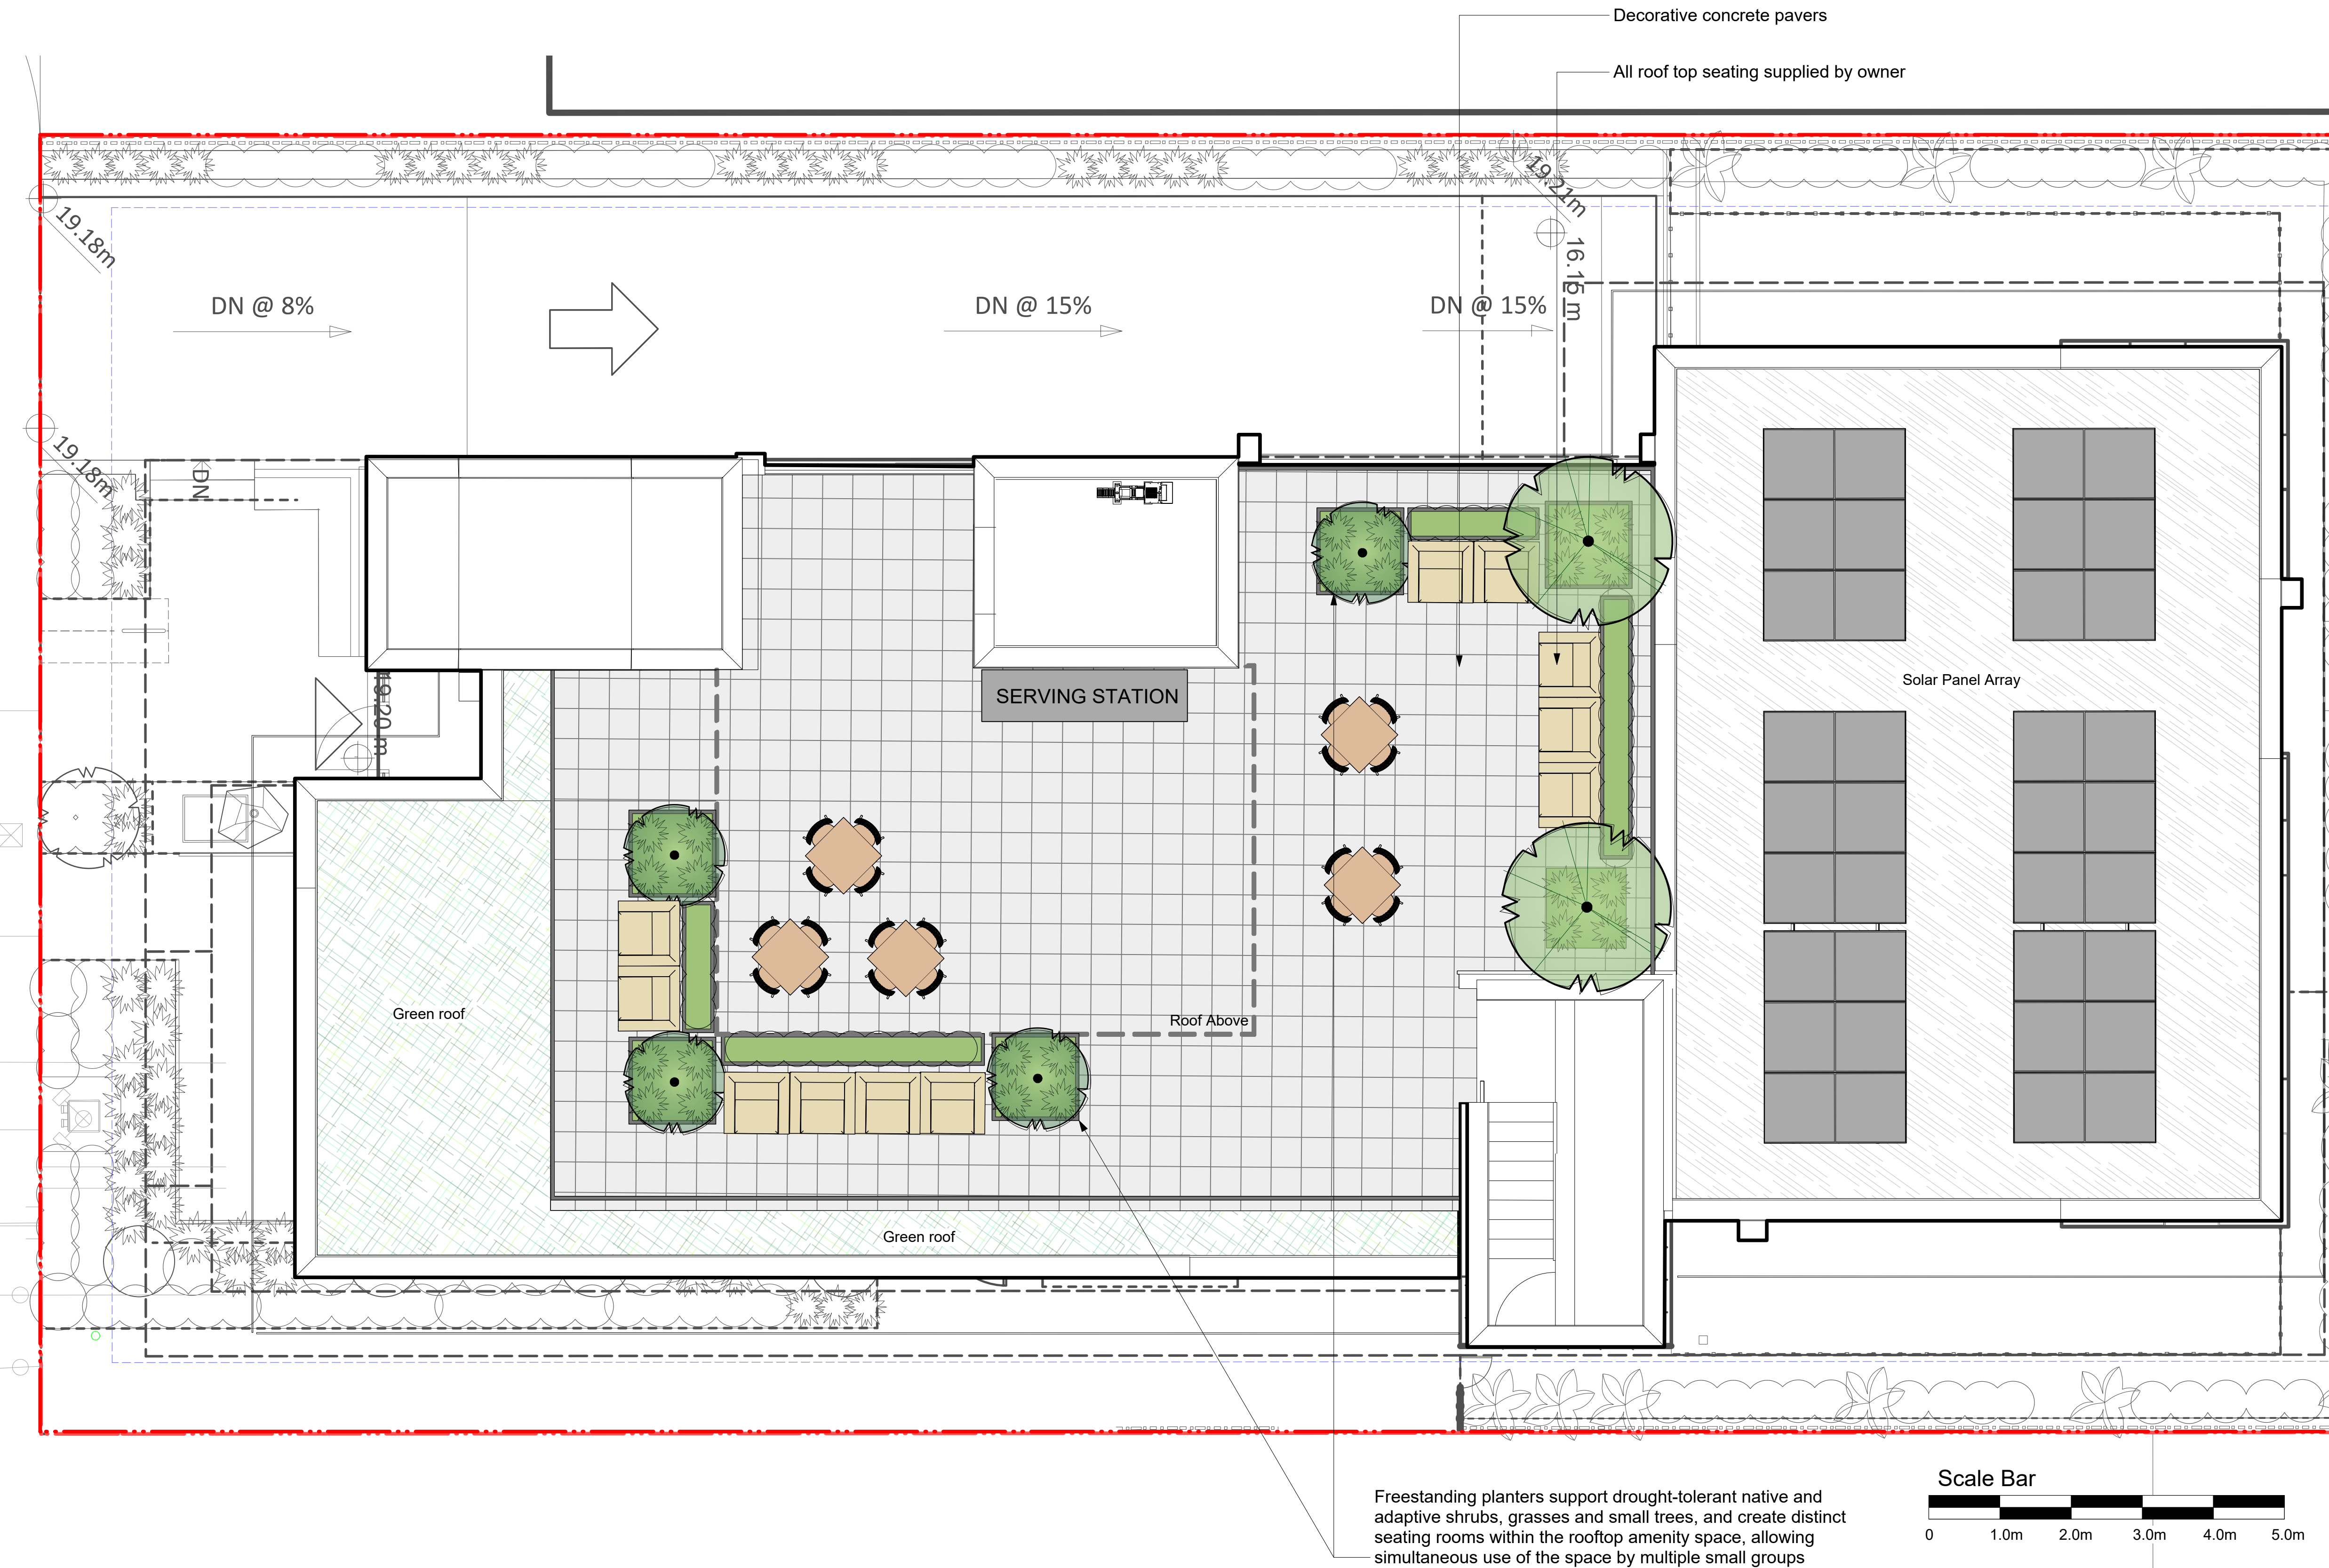 Decorative concrete pavers
All roof top seating supplied by owner
19.21m
19.18m
16.15 m
DN @ 8%
DN @ 15%
DN @ 15%
19.18m
DN
SERVING STATION
Solar Panel Array
19.20 m
Green roof
Roof Above
Green roof
Scale Bar
0 1.0m 2.0m 3.0m 4.0m 5.0m
Freestanding planters support drought-tolerant native and
adaptive shrubs, grasses and small trees, and create distinct
seating rooms within the rooftop amenity space, allowing
simultaneous use of the space by multiple small groups